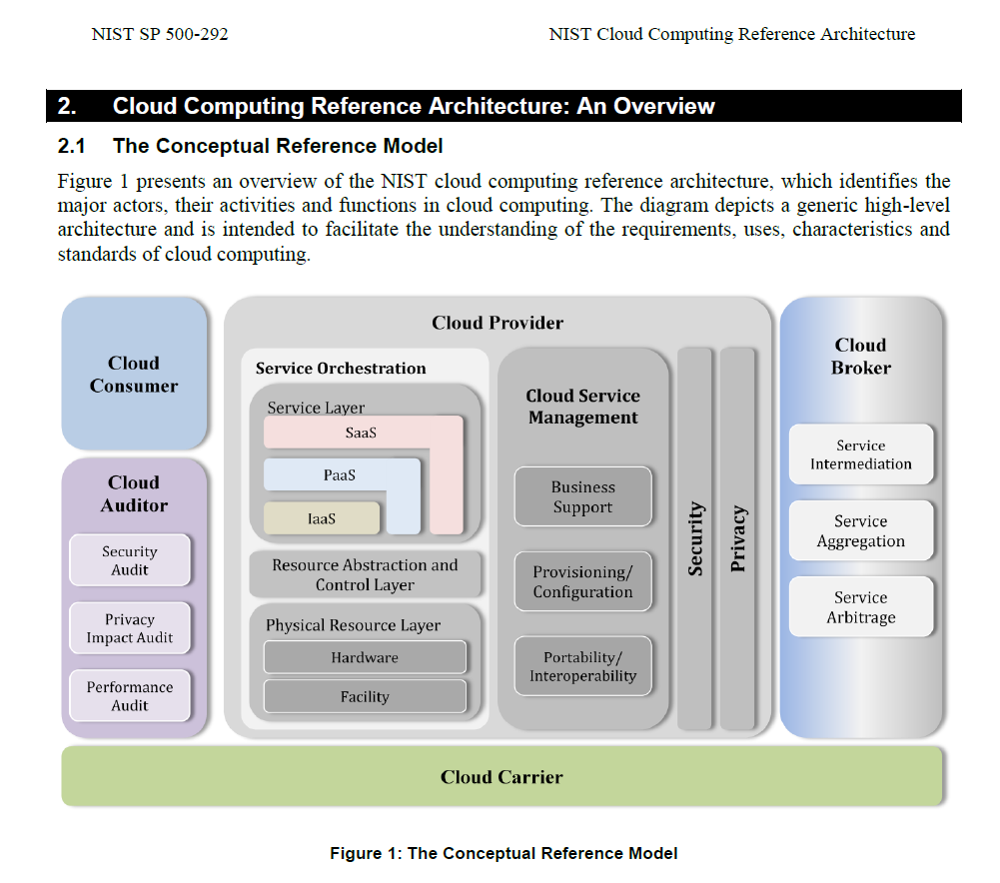 NIST SP 500-292
NIST Cloud Computing Reference Architecture
2. Cloud Computing Reference Architecture: An Overview
2.1 The Conceptual Reference Model
Figure 1 presents an overview of the NIST cloud computing reference architecture, which identifies the
major actors, their activities and functions in cloud computing. The diagram depicts a generic high-level
architecture and is intended to facilitate the understanding of the requirements, uses, characteristics and
standards of cloud computing.
Cloud
Consumer
Cloud
Auditor
Security
Audit
Privacy
Impact Audit
Performance
Audit
Cloud Provider
Service Orchestration
Service Layer
SaaS
PaaS
IaaS
Resource Abstraction and
Control Layer
Physical Resource Layer
Hardware
Facility
Cloud Service
Management
Business
Support
Provisioning/
Configuration
Portability/
Interoperability
Security
Privacy
Cloud
Broker
Service
Intermediation
Service
Aggregation
Service
Arbitrage
Cloud Carrier
Figure 1: The Conceptual Reference Model